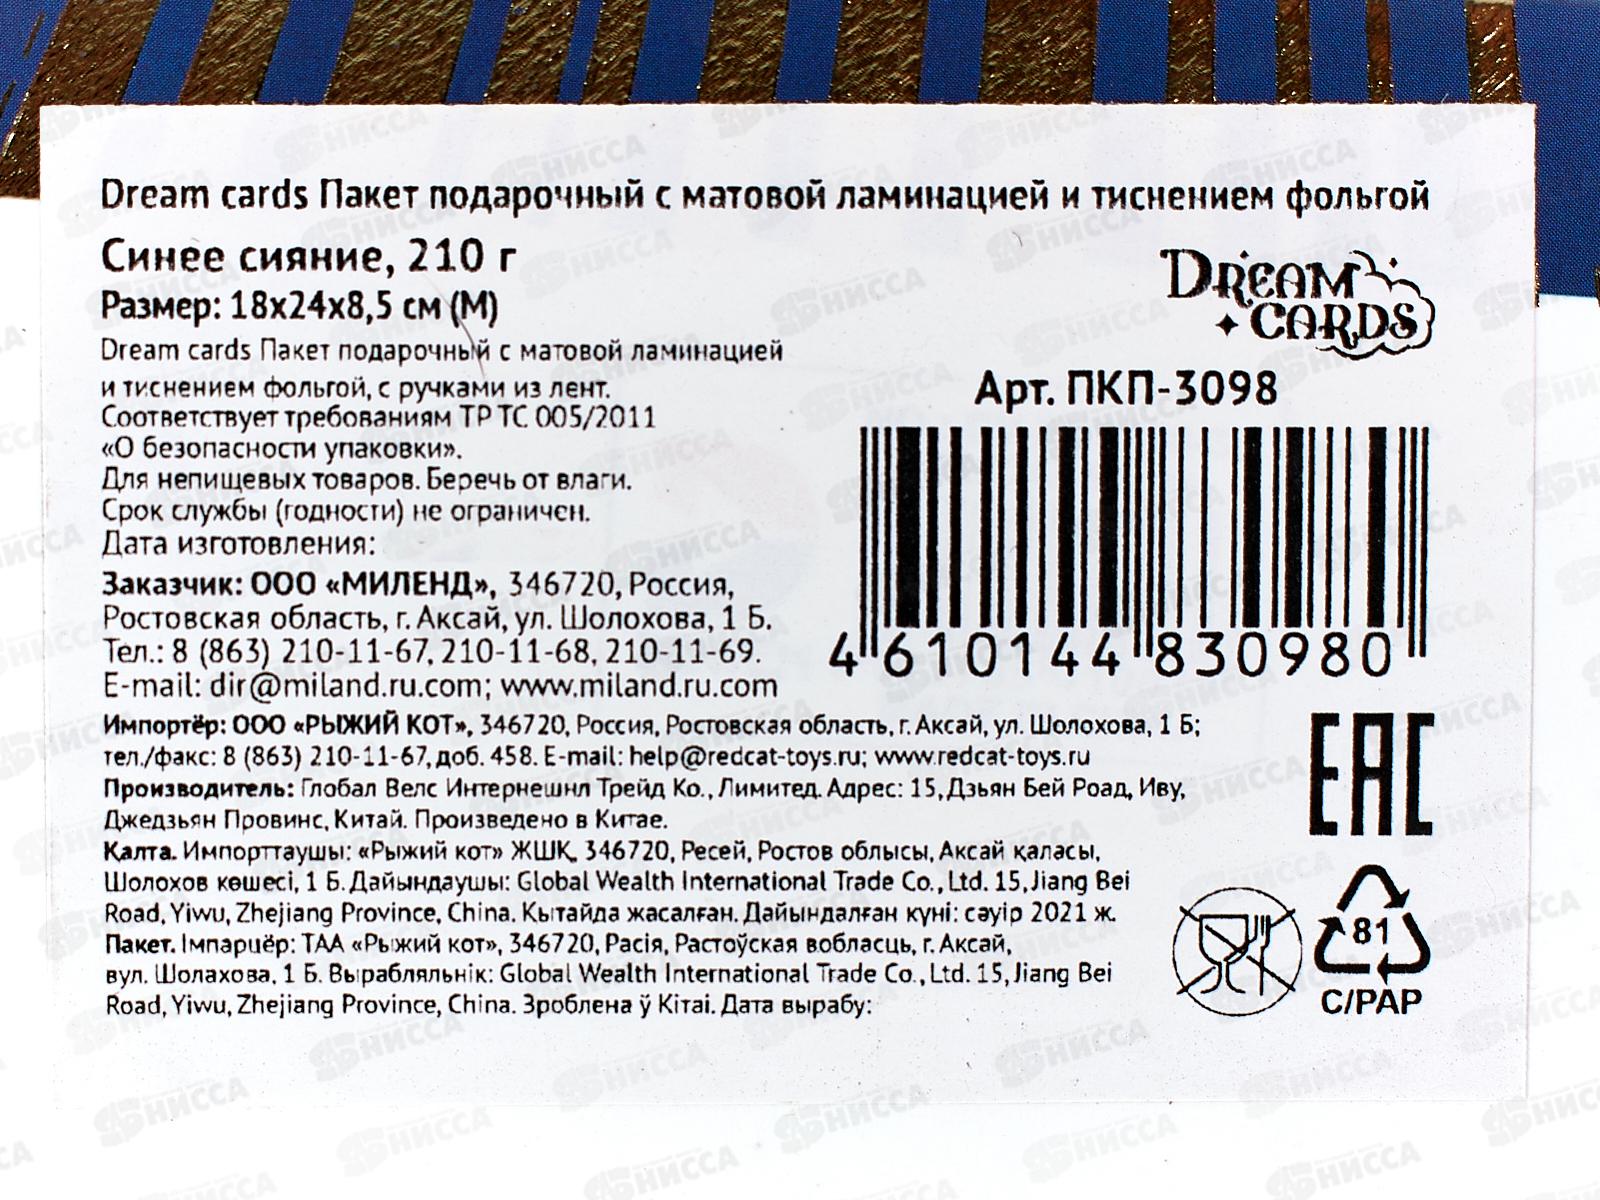 Dream cards Пакет подарочный с матовой ламинацией и тиснением фольгой
Синее сияние, 210 г
Размер: 18х24х8,5 см (М)
DREAM
CARDS
Dream cards Пакет подарочный с матовой ламинацией
и тиснением фольгой, с ручками из лент.
Соответствует требованиям ТР ТС 005/2011
«О безопасности упаковки».
Для непищевых товаров. Беречь от влаги.
Срок службы (годности) не ограничен.
Дата изготовления:
Арт. ПКП-3098
4 610144 830980
Заказчик: ООО «МИЛЕНД», 346720, Россия,
Ростовская область, г. Аксай, ул. Шолохова, 1 Б.
Тел.: 8 (863) 210-11-67, 210-11-68, 210-11-69.
E-mail: dir@miland.ru.com; www.miland.ru.com
Импортёр: ООО «РЫЖИЙ КОТ», 346720, Россия, Ростовская область, г. Аксай, ул. Шолохова, 1 Б;
тел./факс: 8 (863) 210-11-67, доб. 458. E-mail: help@redcat-toys.ru; www.redcat-toys.ru
Производитель: Глобал Велс Интернешнл Трейд Ко., Лимитед. Адрес: 15, Дзьян Бей Роад, Иву,
Джедзьян Провинс, Китай. Произведено в Китае.
Қалта. Импорттаушы: «Рыжий кот» ЖШҚ, 346720, Ресей, Ростов облысы, Аксай қаласы,
Шолохов көшесі, 1 Б. Дайындаушы: Global Wealth International Trade Co., Ltd. 15, Jiang Bei
Road, Yiwu, Zhejiang Province, China. Қытайда жасалған. Дайындалған күні: сәуір 2021 ж.
Пакет. Імпарцёр: ТАА «Рыжий кот», 346720, Расія, Растоўская вобласць, г. Аксай,
вул. Шолахова, 1 Б. Вырабляльнік: Global Wealth International Trade Co., Ltd. 15, Jiang Bei
Road, Yiwu, Zhejiang Province, China. Зроблена ў Кітаі. Дата вырабу:
EAC
81
C/PAP
НИССА